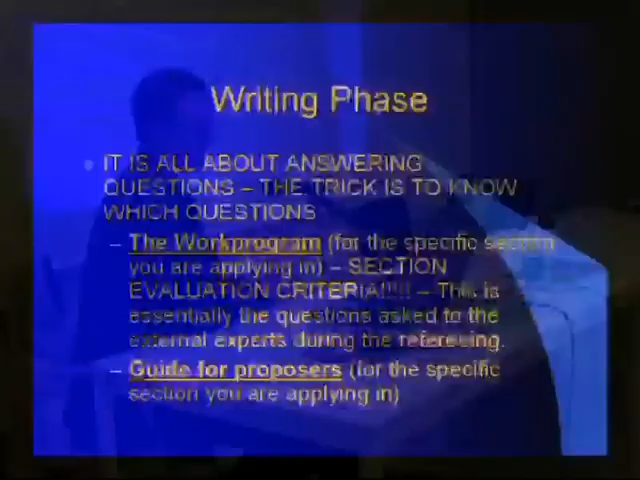 Writing Phase
IT IS ALL ABOUT ANSWERING
QUESTIONS – THE TRICK IS TO KNOW
WHICH QUESTIONS
– The Workprogram (for the specific section
you are applying in) – SECTION
EVALUATION CRITERIA!!!!! – This is
essentially the questions asked to the
external experts during the refereeing.
– Guide for proposers (for the specific
section you are applying in)